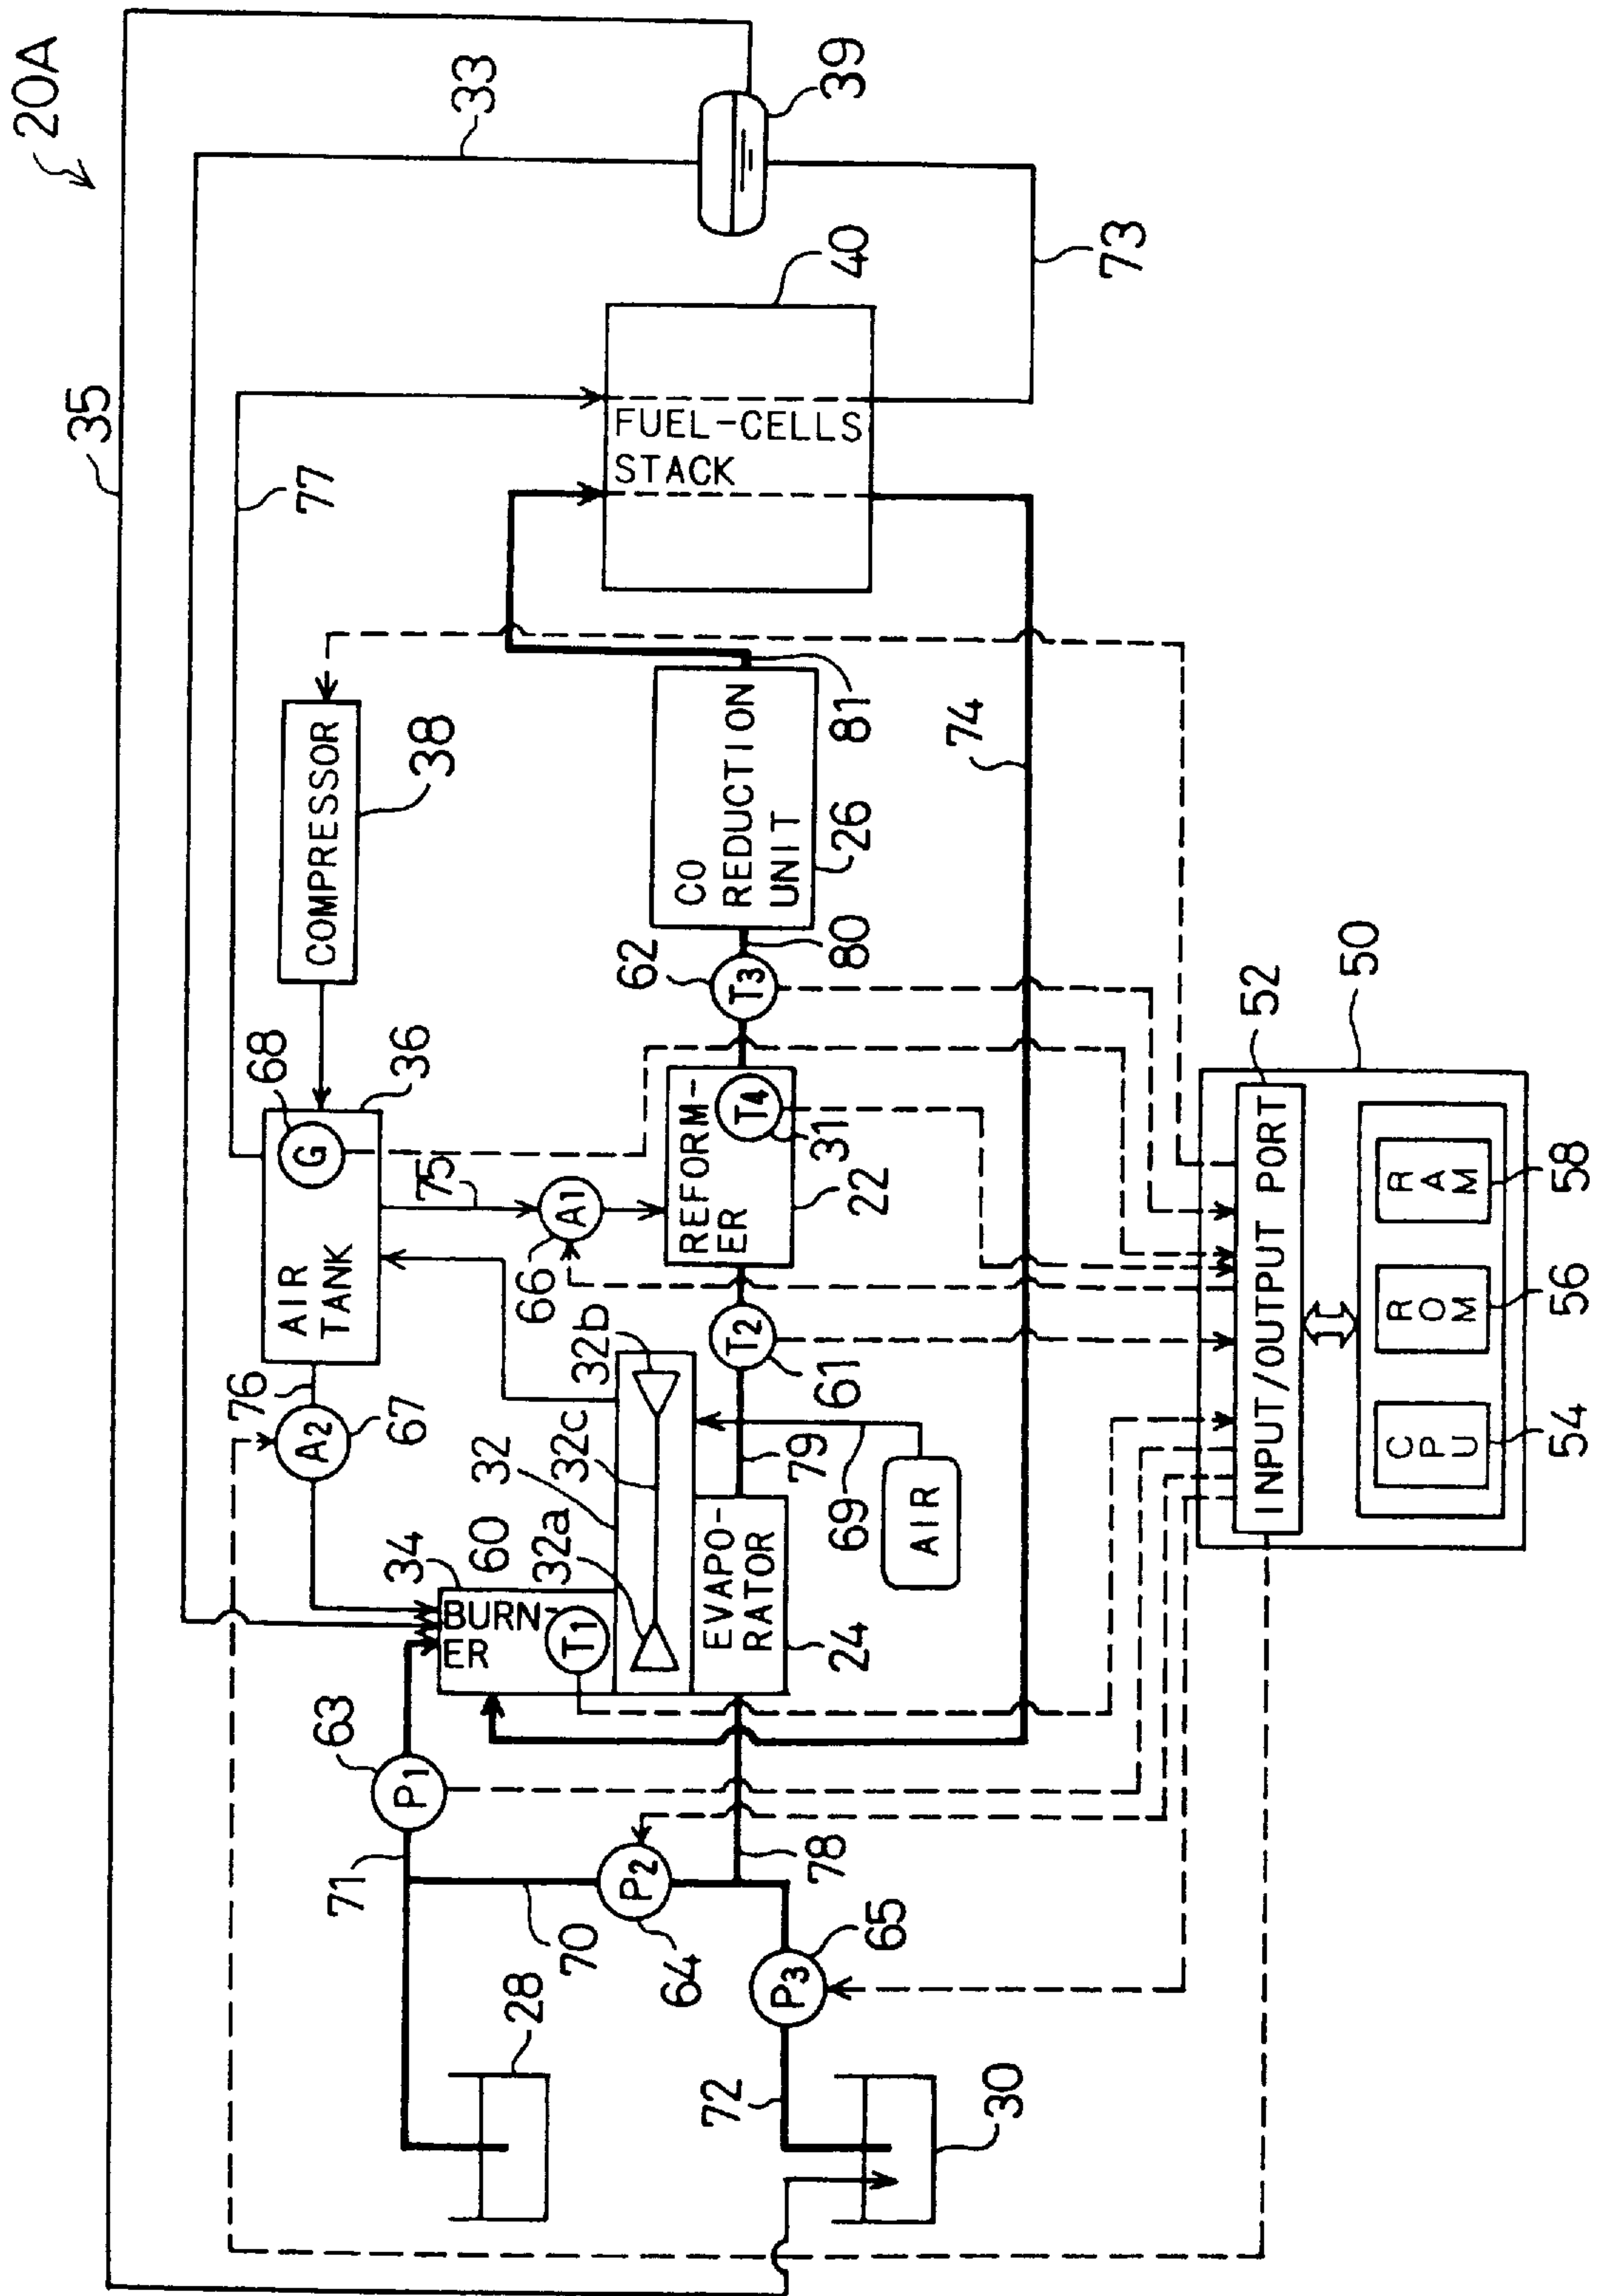 20A
35
33
77
39
COMPRESSOR
38
FUEL-CELLS
STACK
40
73
68
G
36
AIR
TANK
76
A2
67
75
A1
66
CO
REDUCTION
UNIT
26
81
74
62
T3
80
REFORM-
ER
T4
31
22
T2
61
34
BURN-
ER
60
T1
32
32a
32b
32c
EVAPO-
RATOR
24
79
69
AIR
63
P1
71
70
P2
64
78
28
72
P3
65
30
50
52
INPUT/OUTPUT PORT
CPU
54
ROM
56
RAM
58